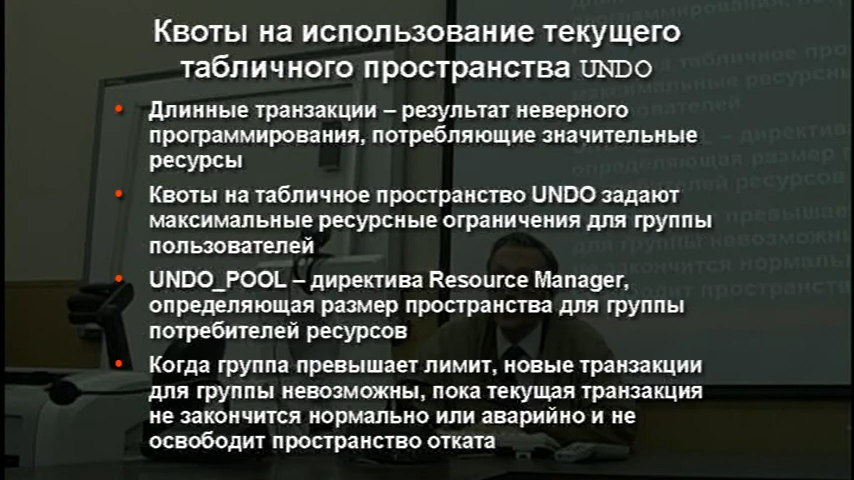 Квоты на использование текущего
табличного пространства UNDO
• Длинные транзакции – результат неверного
программирования, потребляющие значительные
ресурсы
• Квоты на табличное пространство UNDO задают
максимальные ресурсные ограничения для группы
пользователей
• UNDO_POOL – директива Resource Manager,
определяющая размер пространства для группы
потребителей ресурсов
• Когда группа превышает лимит, новые транзакции
для группы невозможны, пока текущая транзакция
не закончится нормально или аварийно и не
освободит пространство отката